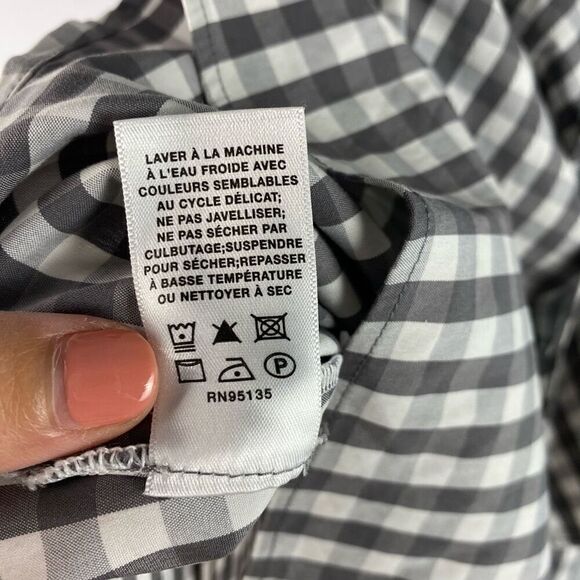 LAVER À LA MACHINE
À L'EAU FROIDE AVEC
COULEURS SEMBLABLES
AU CYCLE DÉLICAT;
NE PAS JAVELLISER;
NE PAS SÉCHER PAR
CULBUTAGE;SUSPENDRE
POUR SÉCHER;REPASSER
À BASSE TEMPÉRATURE
OU NETTOYER À SEC
P
RN95135